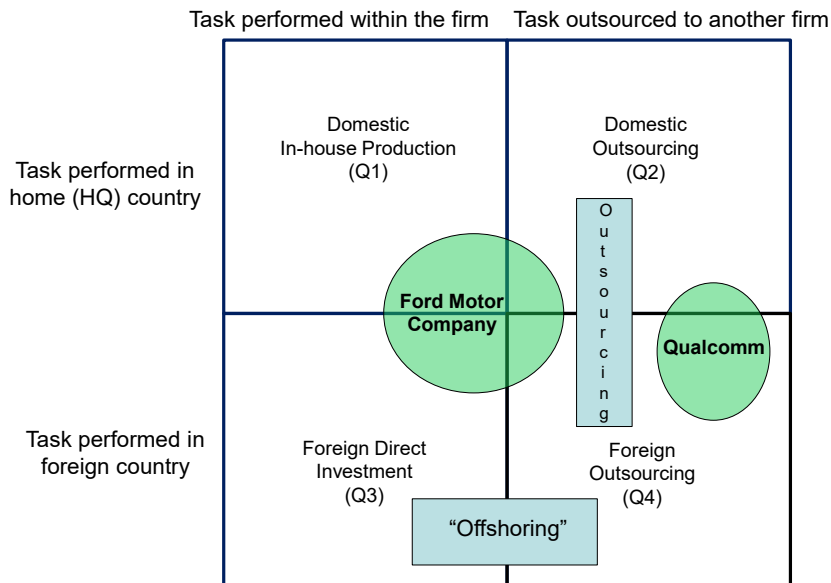 Task performed within the firm
Task outsourced to another firm
Task performed in
home (HQ) country
Domestic
In-house Production
(Q1)
Domestic
Outsourcing
(Q2)
Outsourcing
Ford Motor
Company
Qualcomm
Task performed in
foreign country
Foreign Direct
Investment
(Q3)
Foreign
Outsourcing
(Q4)
“Offshoring”